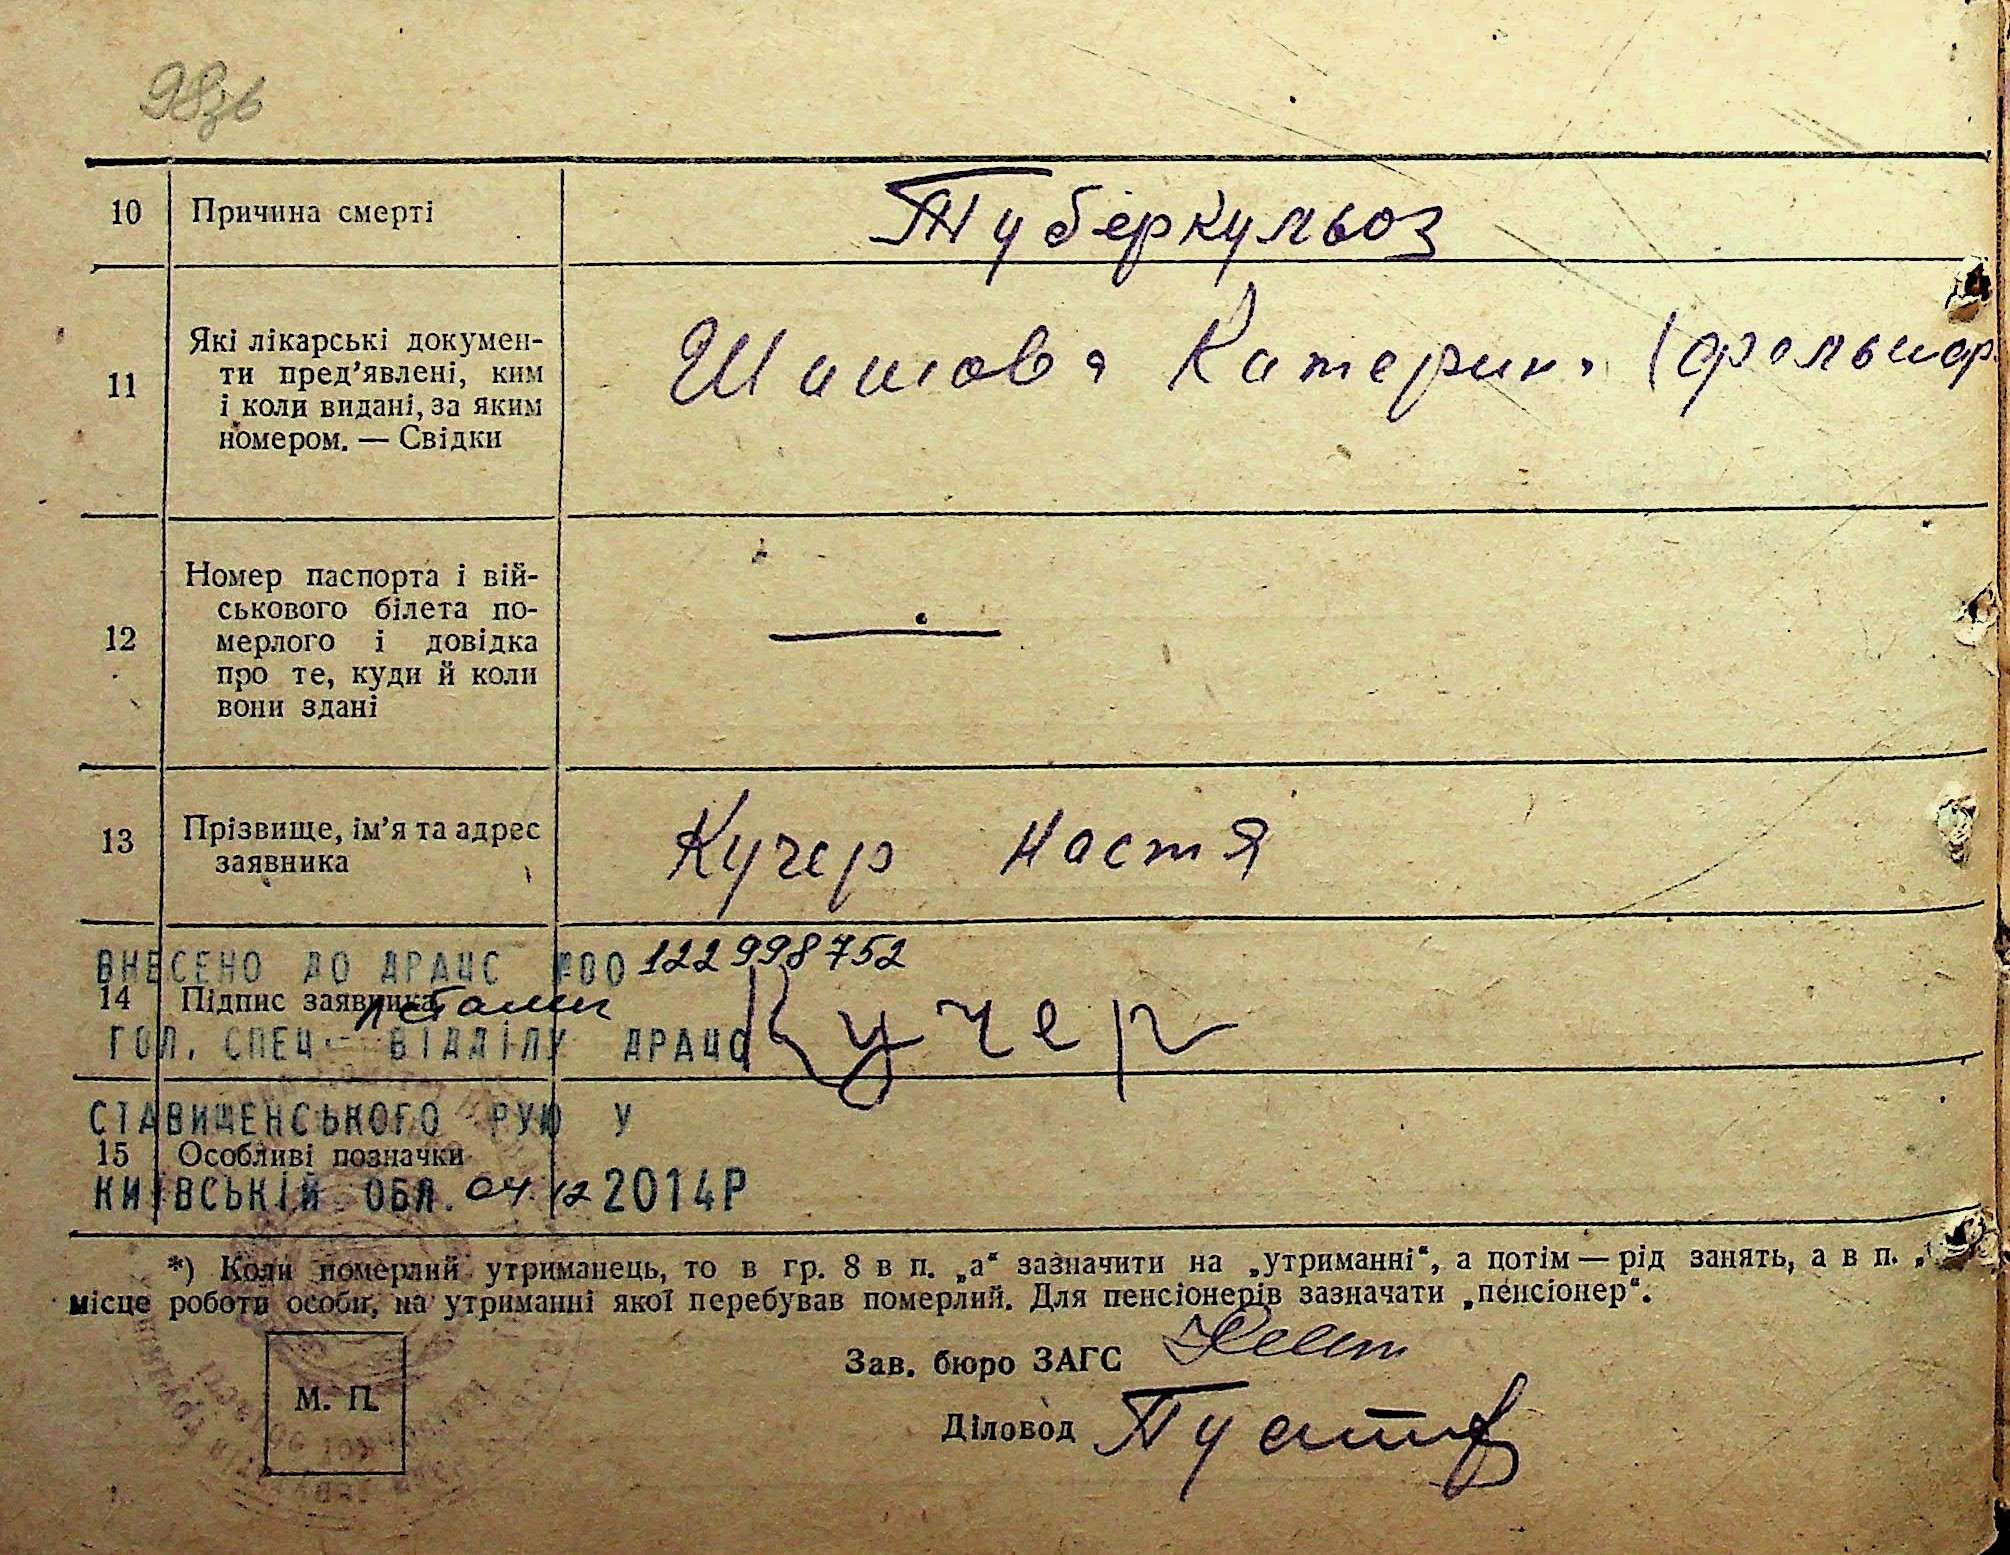 98зв
10 Причина смерті Туберкульоз
11 Які лікарські докумен-
ти пред'явлені, ким
і коли видані, за яким
номером. — Свідки
Катерина (фельшар
12 Номер паспорта і вій-
ськового білета по-
мерлого і довідка
про те, куди й коли
вони здані
—
13 Прізвище, ім'я та адрес
заявника
Кучер Настя
ВНЕСЕНО ДО ДРАЦС №00122998752
14 Підпис заявника Кучер
ГОЛ. СПЕЦ. ВІДДІЛУ ДРАЦС
СТАВИЩЕНСЬКОГО РУЮ У
15 Особливі позначки
КИЇВСЬКІЙ ОБЛ. 04.12 2014Р
*) Коли померлий утриманець, то в гр. 8 в п. „а“ зазначити на „утриманні“, а потім — рід занять, а в п. „
місце роботи особи, на утриманні якої перебував померлий. Для пенсіонерів зазначати „пенсіонер“.
Зав. бюро ЗАГС
Діловод
М. П.